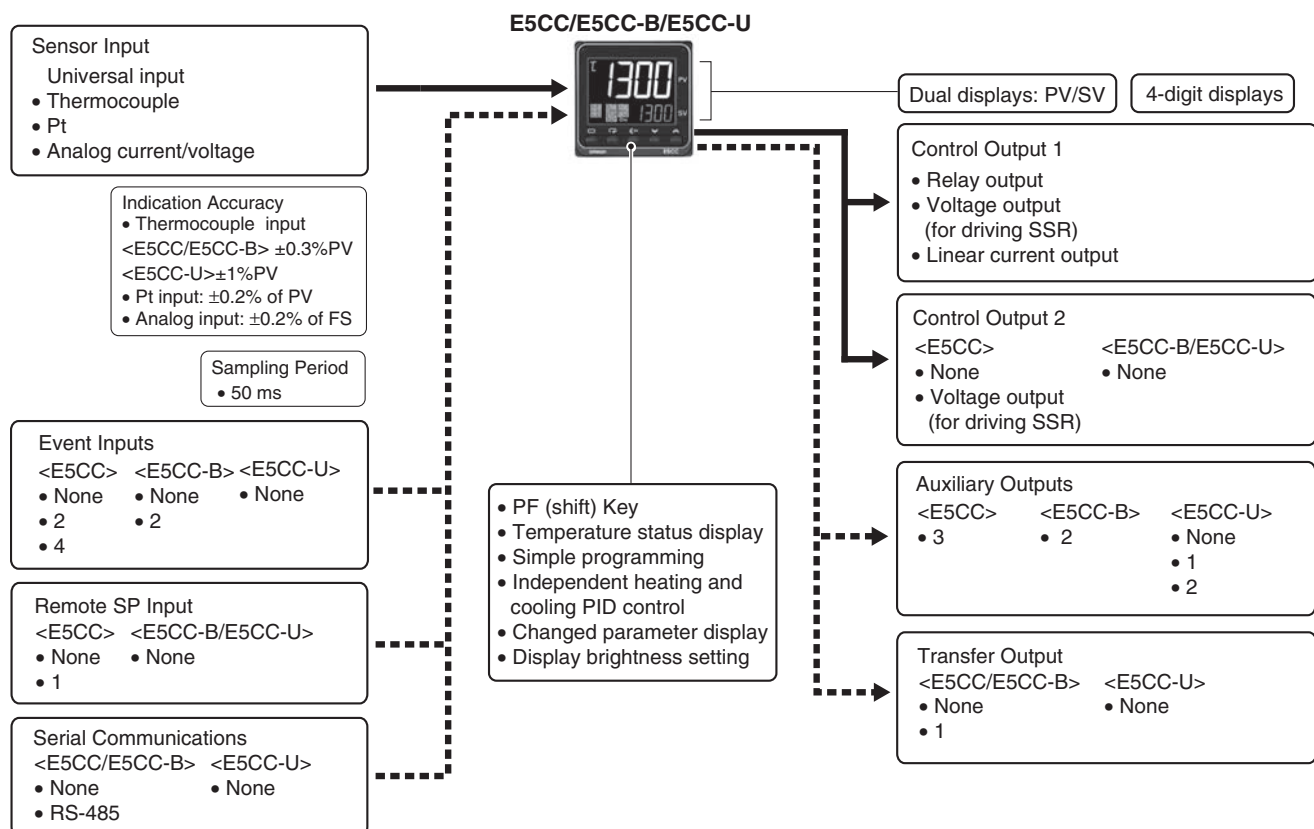 E5CC/E5CC-B/E5CC-U
Sensor Input
Universal input
• Thermocouple
• Pt
• Analog current/voltage
Indication Accuracy
• Thermocouple input
<E5CC/E5CC-B> ±0.3%PV
<E5CC-U>±1%PV
• Pt input: ±0.2% of PV
• Analog input: ±0.2% of FS
Sampling Period
• 50 ms
Event Inputs
<E5CC> <E5CC-B> <E5CC-U>
• None • None • None
• 2 • 2
• 4
Remote SP Input
<E5CC> <E5CC-B/E5CC-U>
• None • None
• 1
Serial Communications
<E5CC/E5CC-B> <E5CC-U>
• None • None
• RS-485
1300
PV
1300
SV
OMRON E5CC
• PF (shift) Key
• Temperature status display
• Simple programming
• Independent heating and
cooling PID control
• Changed parameter display
• Display brightness setting
Dual displays: PV/SV
4-digit displays
Control Output 1
• Relay output
• Voltage output
(for driving SSR)
• Linear current output
Control Output 2
<E5CC> <E5CC-B/E5CC-U>
• None • None
• Voltage output
(for driving SSR)
Auxiliary Outputs
<E5CC> <E5CC-B> <E5CC-U>
• 3 • 2 • None
• 1
• 2
Transfer Output
<E5CC/E5CC-B> <E5CC-U>
• None • None
• 1